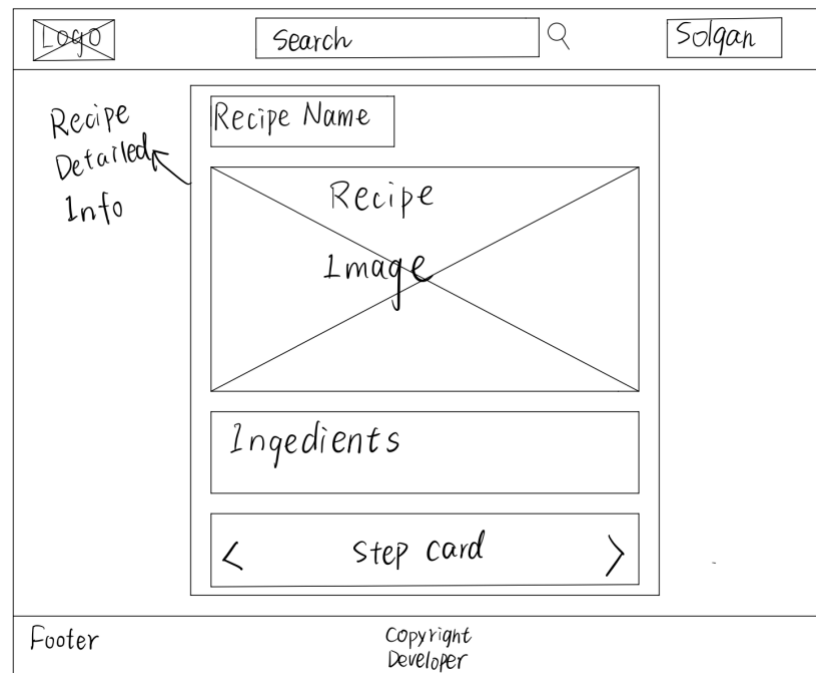 Logo
Search
Solgan
Recipe
Detailed
Info
Recipe Name
Recipe
Image
Ingedients
Step card
Footer
Copyright
Developer